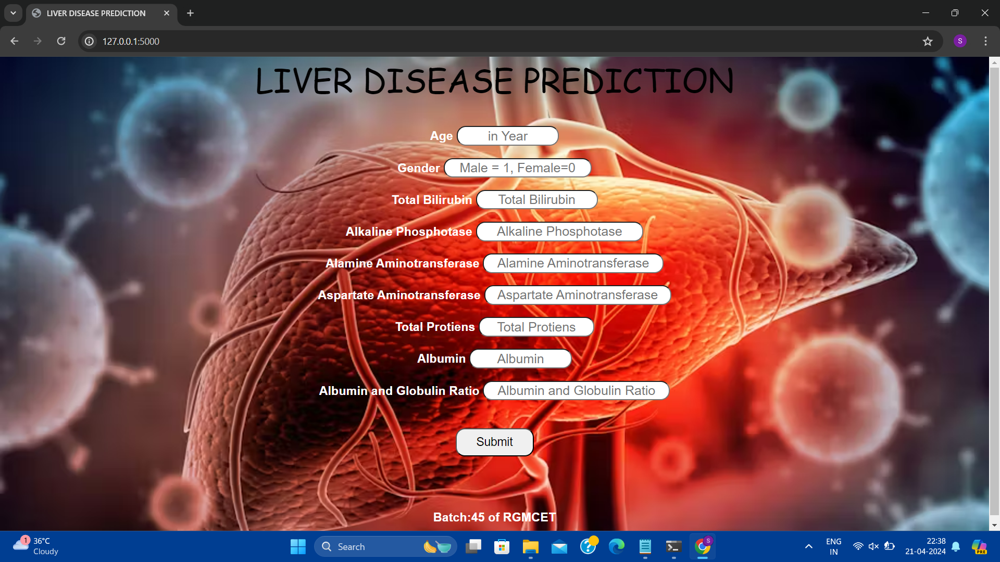 LIVER DISEASE PREDICTION
127.0.0.1:5000
S
LIVER DISEASE PREDICTION
Age in Year
Gender Male = 1, Female=0
Total Bilirubin Total Bilirubin
Alkaline Phosphotase Alkaline Phosphotase
Alamine Aminotransferase Alamine Aminotransferase
Aspartate Aminotransferase Aspartate Aminotransferase
Total Protiens Total Protiens
Albumin Albumin
Albumin and Globulin Ratio Albumin and Globulin Ratio
Submit
Batch:45 of RGMCET
1
36°C
Cloudy
Search
S
ENG
IN
22:38
21-04-2024
PRE